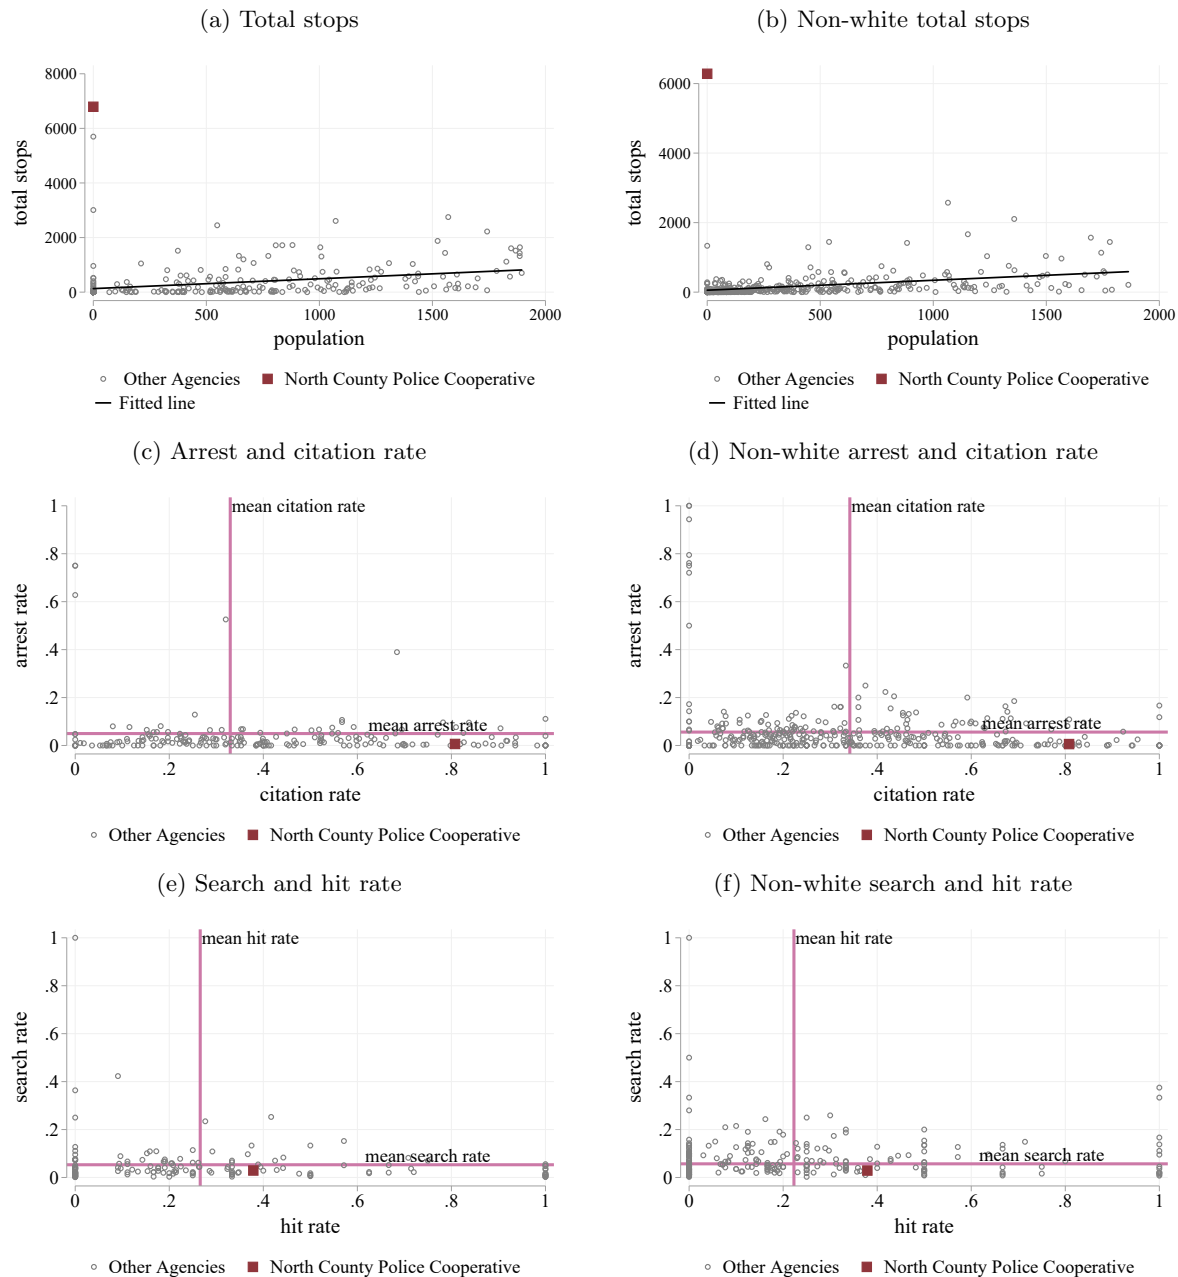 (a) Total stops
8000
6000
4000
2000
0
total stops
0 500 1000 1500 2000
population
Other Agencies North County Police Cooperative
Fitted line
(b) Non-white total stops
6000
4000
2000
0
total stops
0 500 1000 1500 2000
population
Other Agencies North County Police Cooperative
Fitted line
(c) Arrest and citation rate
mean citation rate
1
.8
.6
.4
.2
0
arrest rate
mean arrest rate
0 .2 .4 .6 .8 1
citation rate
Other Agencies North County Police Cooperative
(d) Non-white arrest and citation rate
mean citation rate
1
.8
.6
.4
.2
0
arrest rate
mean arrest rate
0 .2 .4 .6 .8 1
citation rate
Other Agencies North County Police Cooperative
(e) Search and hit rate
mean hit rate
1
.8
.6
.4
.2
0
search rate
mean search rate
0 .2 .4 .6 .8 1
hit rate
Other Agencies North County Police Cooperative
(f) Non-white search and hit rate
mean hit rate
1
.8
.6
.4
.2
0
search rate
mean search rate
0 .2 .4 .6 .8 1
hit rate
Other Agencies North County Police Cooperative